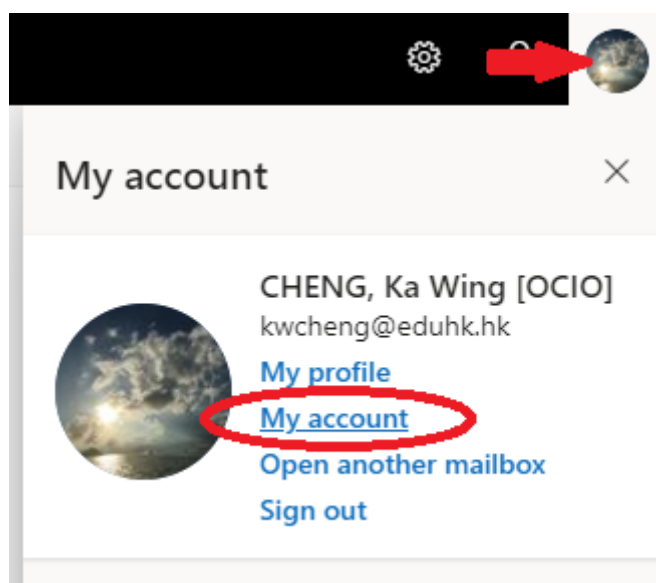 My account
CHENG, Ka Wing [OCIO]
kwcheng@eduhk.hk
My profile
My account
Open another mailbox
Sign out